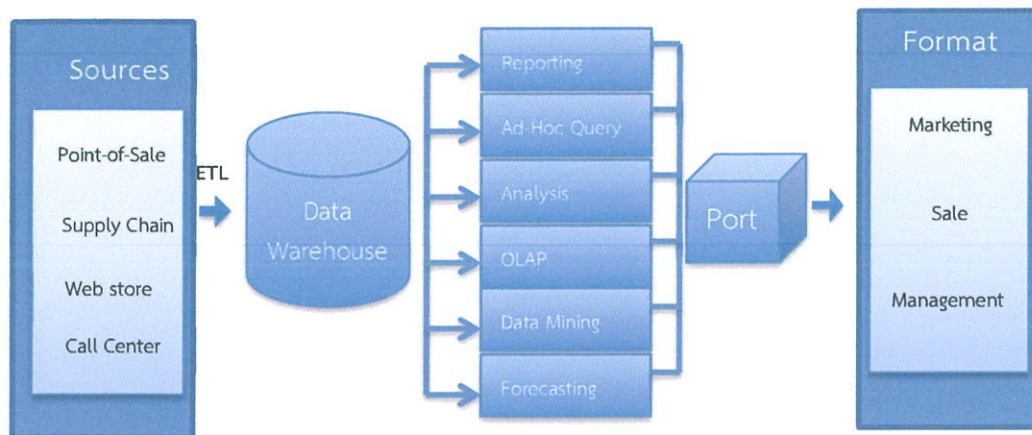 Sources
Point-of-Sale
Supply Chain
Web store
Call Center
ETL
Data
Warehouse
Reporting
Ad-Hoc Query
Analysis
OLAP
Data Mining
Forecasting
Port
Format
Marketing
Sale
Management